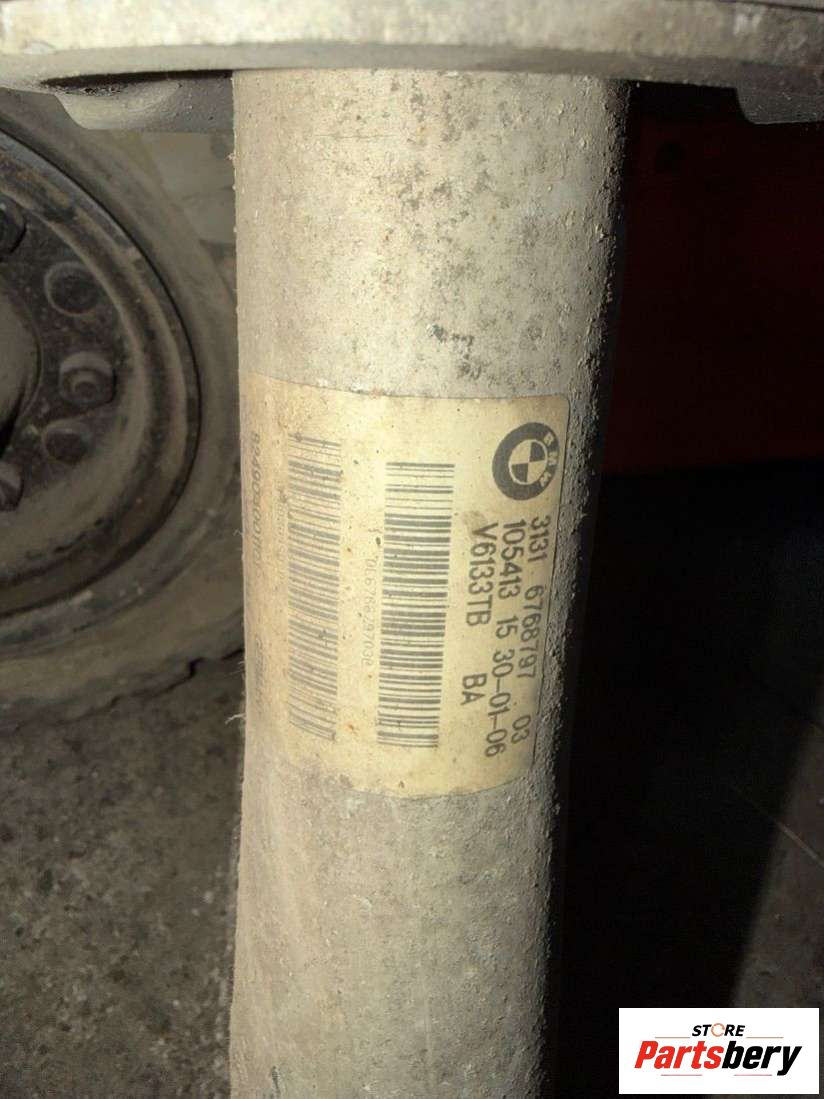 BMW
3131 6768797 03
105413 15 30-01-06
V6133TB BA
STORE
Partsbery